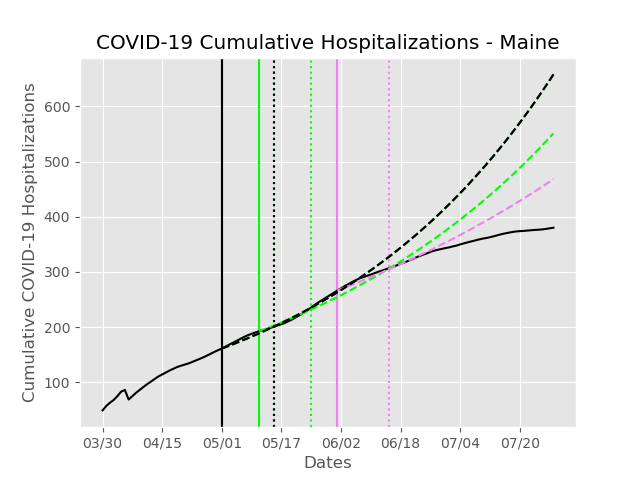 COVID-19 Cumulative Hospitalizations - Maine
Cumulative COVID-19 Hospitalizations
600
500
400
300
200
100
03/30 04/15 05/01 05/17 06/02 06/18 07/04 07/20
Dates